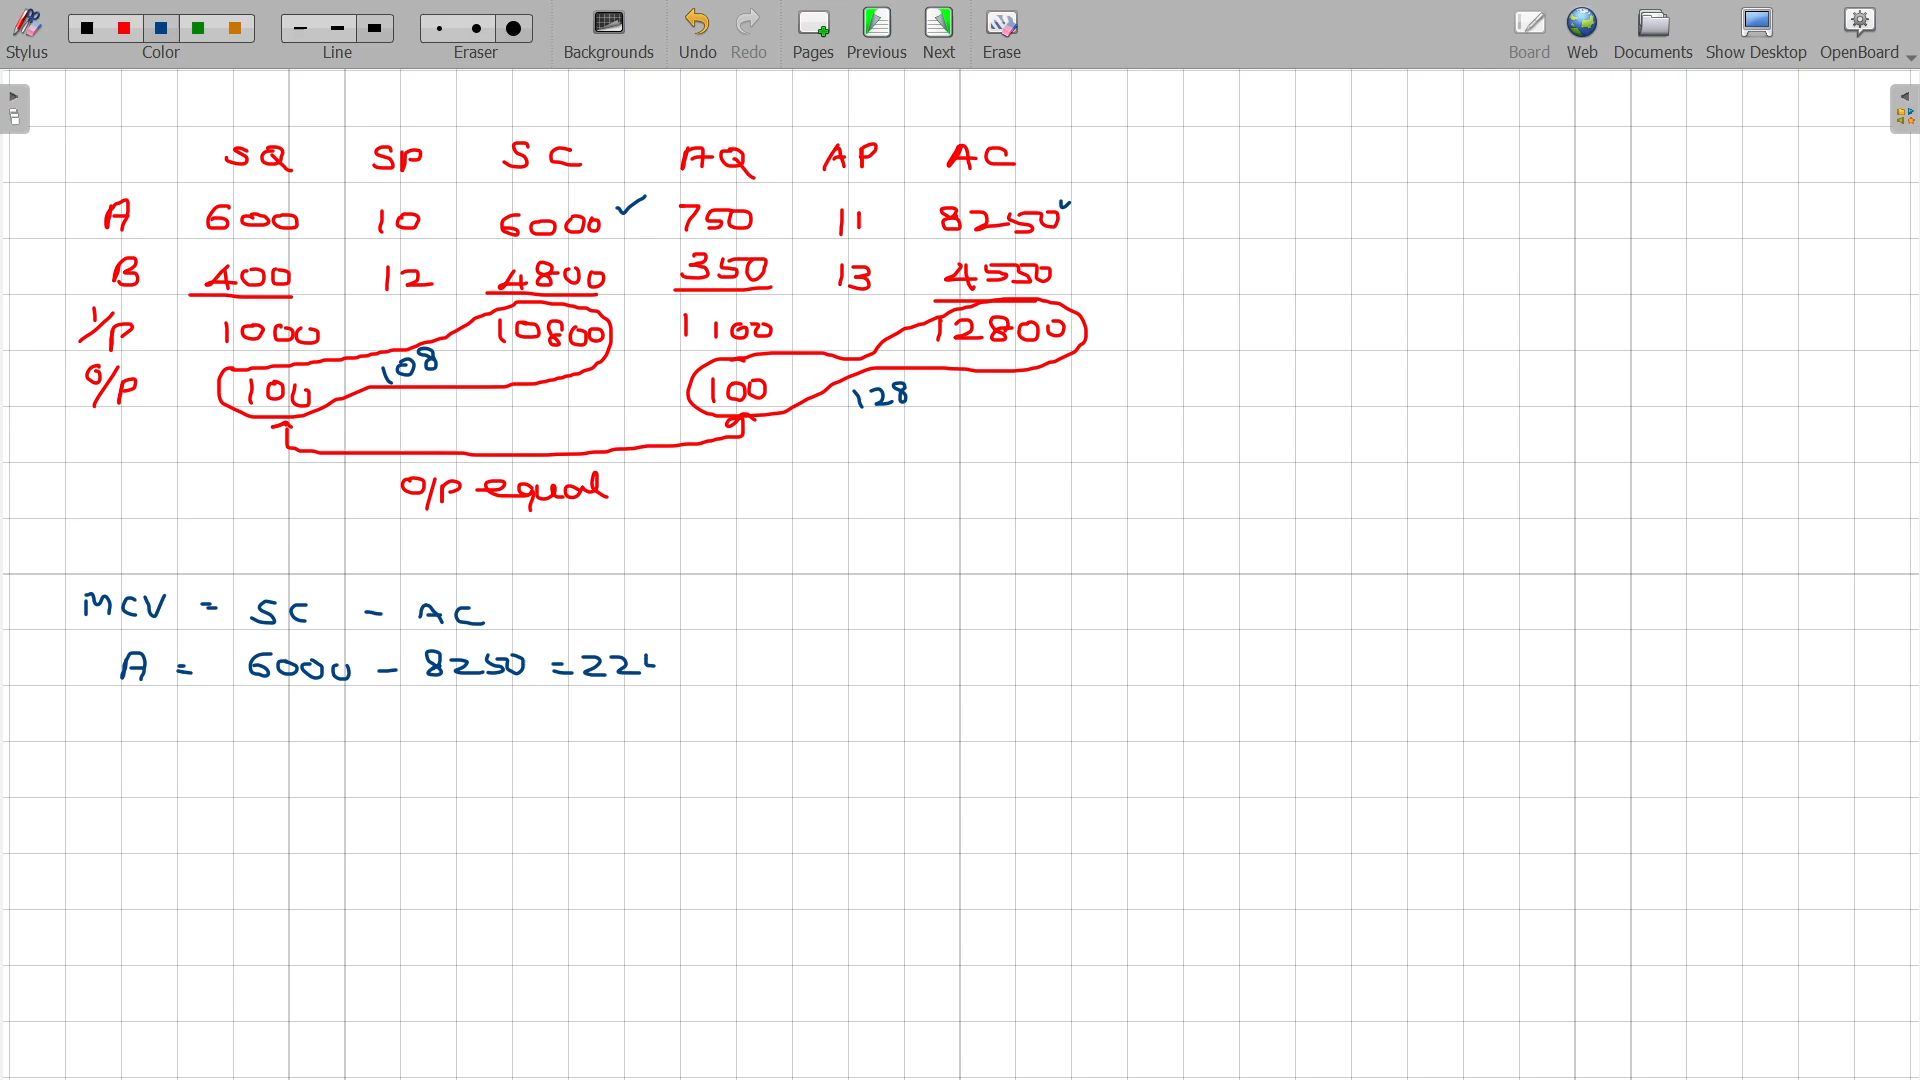 Stylus Color Line Eraser Backgrounds Undo Redo Pages Previous Next Erase Board Web Documents Show Desktop OpenBoard
SQ SP SC AQ AP AC
A 600 10 6000 ✓ 750 11 8250 ✓
B 400 12 4800 350 13 4550
I/P 1000 10800 1100 12800
O/P 100 108 100 128
O/P equal
MCV = SC - AC
A = 6000 - 8250 = 22